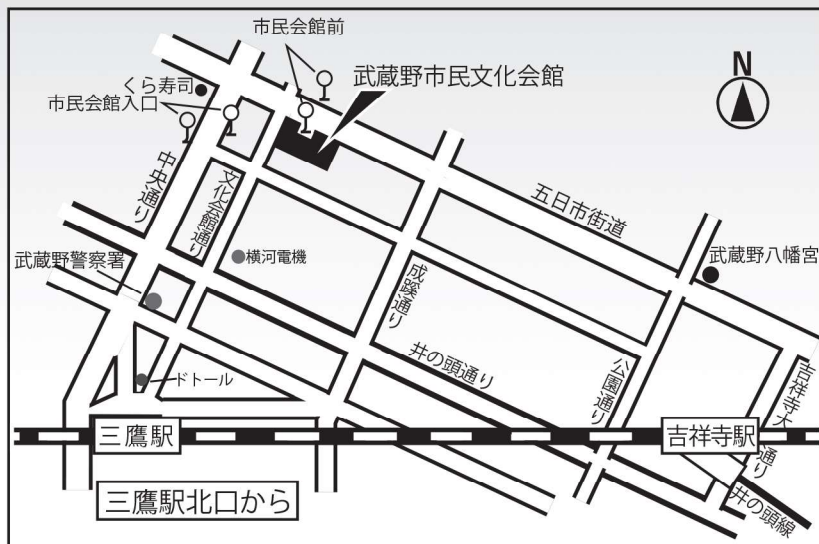 市民会館前
武蔵野市民文化会館
N
くら寿司
市民会館入口
中央通り
文化会館通り
五日市街道
武蔵野警察署
横河電機
成蹊通り
武蔵野八幡宮
井の頭通り
公園通り
吉祥寺大通り
ドトール
三鷹駅
吉祥寺駅
井の頭線
三鷹駅北口から